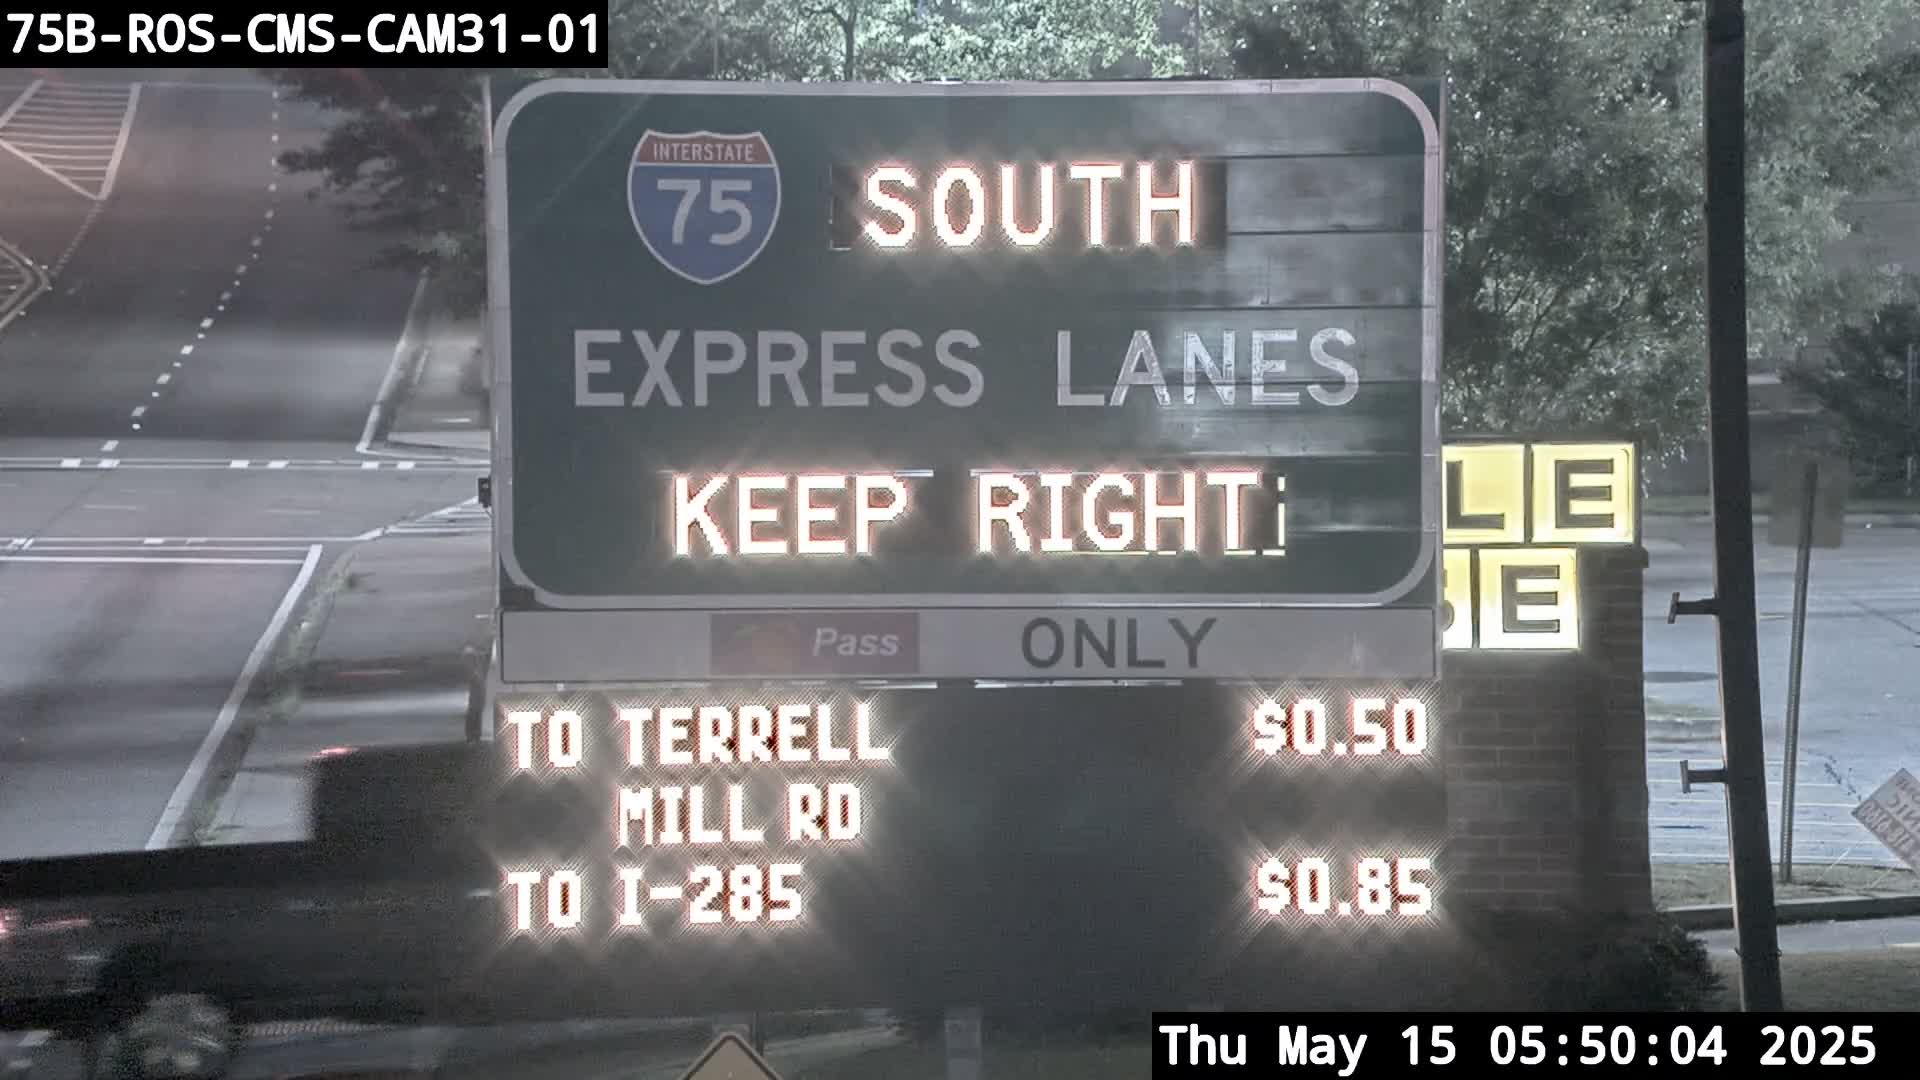 75B-ROS-CMS-CAM31-01
INTERSTATE
75
SOUTH
EXPRESS LANES
KEEP RIGHT
Pass ONLY
TO TERRELL $0.50
MILL RD
TO I-285 $0.85
LE
E
Thu May 15 05:50:04 2025